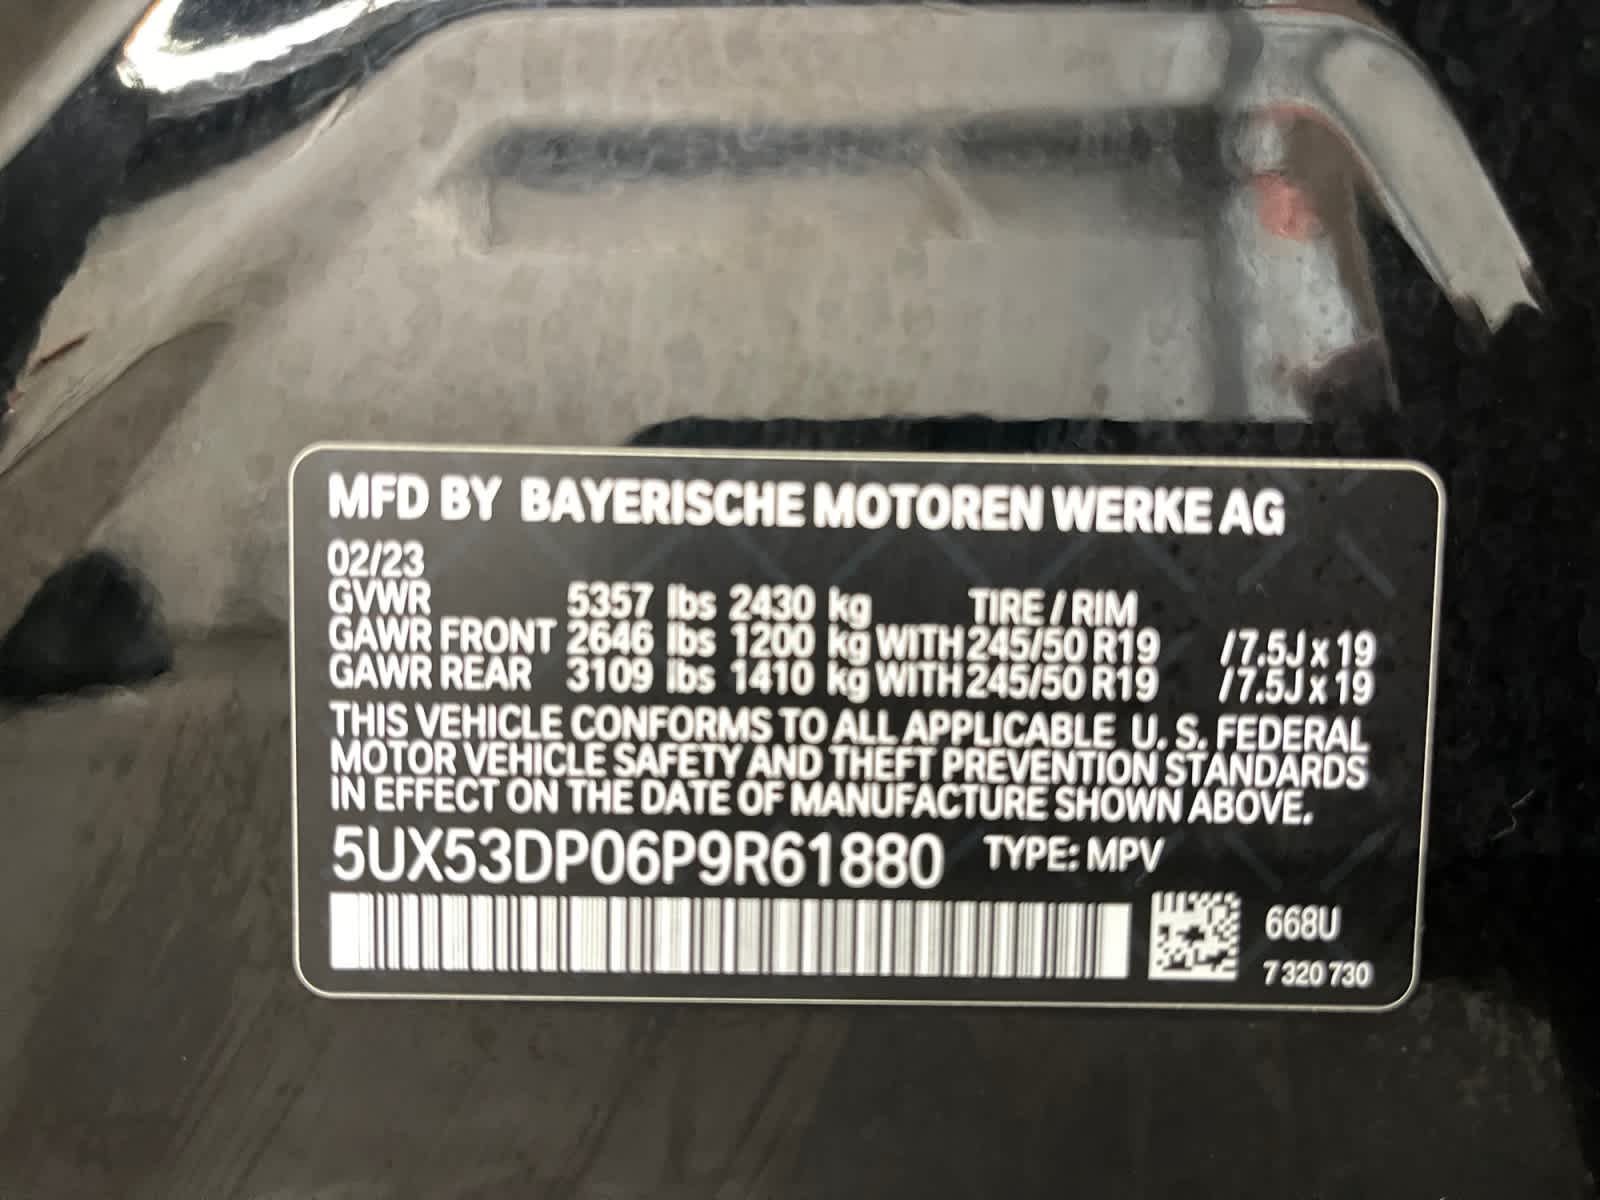 MFD BY BAYERISCHE MOTOREN WERKE AG
02/23
GVWR 5357 lbs 2430 kg TIRE / RIM
GAWR FRONT 2646 lbs 1200 kg WITH 245/50 R19 /7.5J x 19
GAWR REAR 3109 lbs 1410 kg WITH 245/50 R19 /7.5J x 19
THIS VEHICLE CONFORMS TO ALL APPLICABLE U. S. FEDERAL
MOTOR VEHICLE SAFETY AND THEFT PREVENTION STANDARDS
IN EFFECT ON THE DATE OF MANUFACTURE SHOWN ABOVE.
5UX53DP06P9R61880 TYPE: MPV
668U
7 320 730